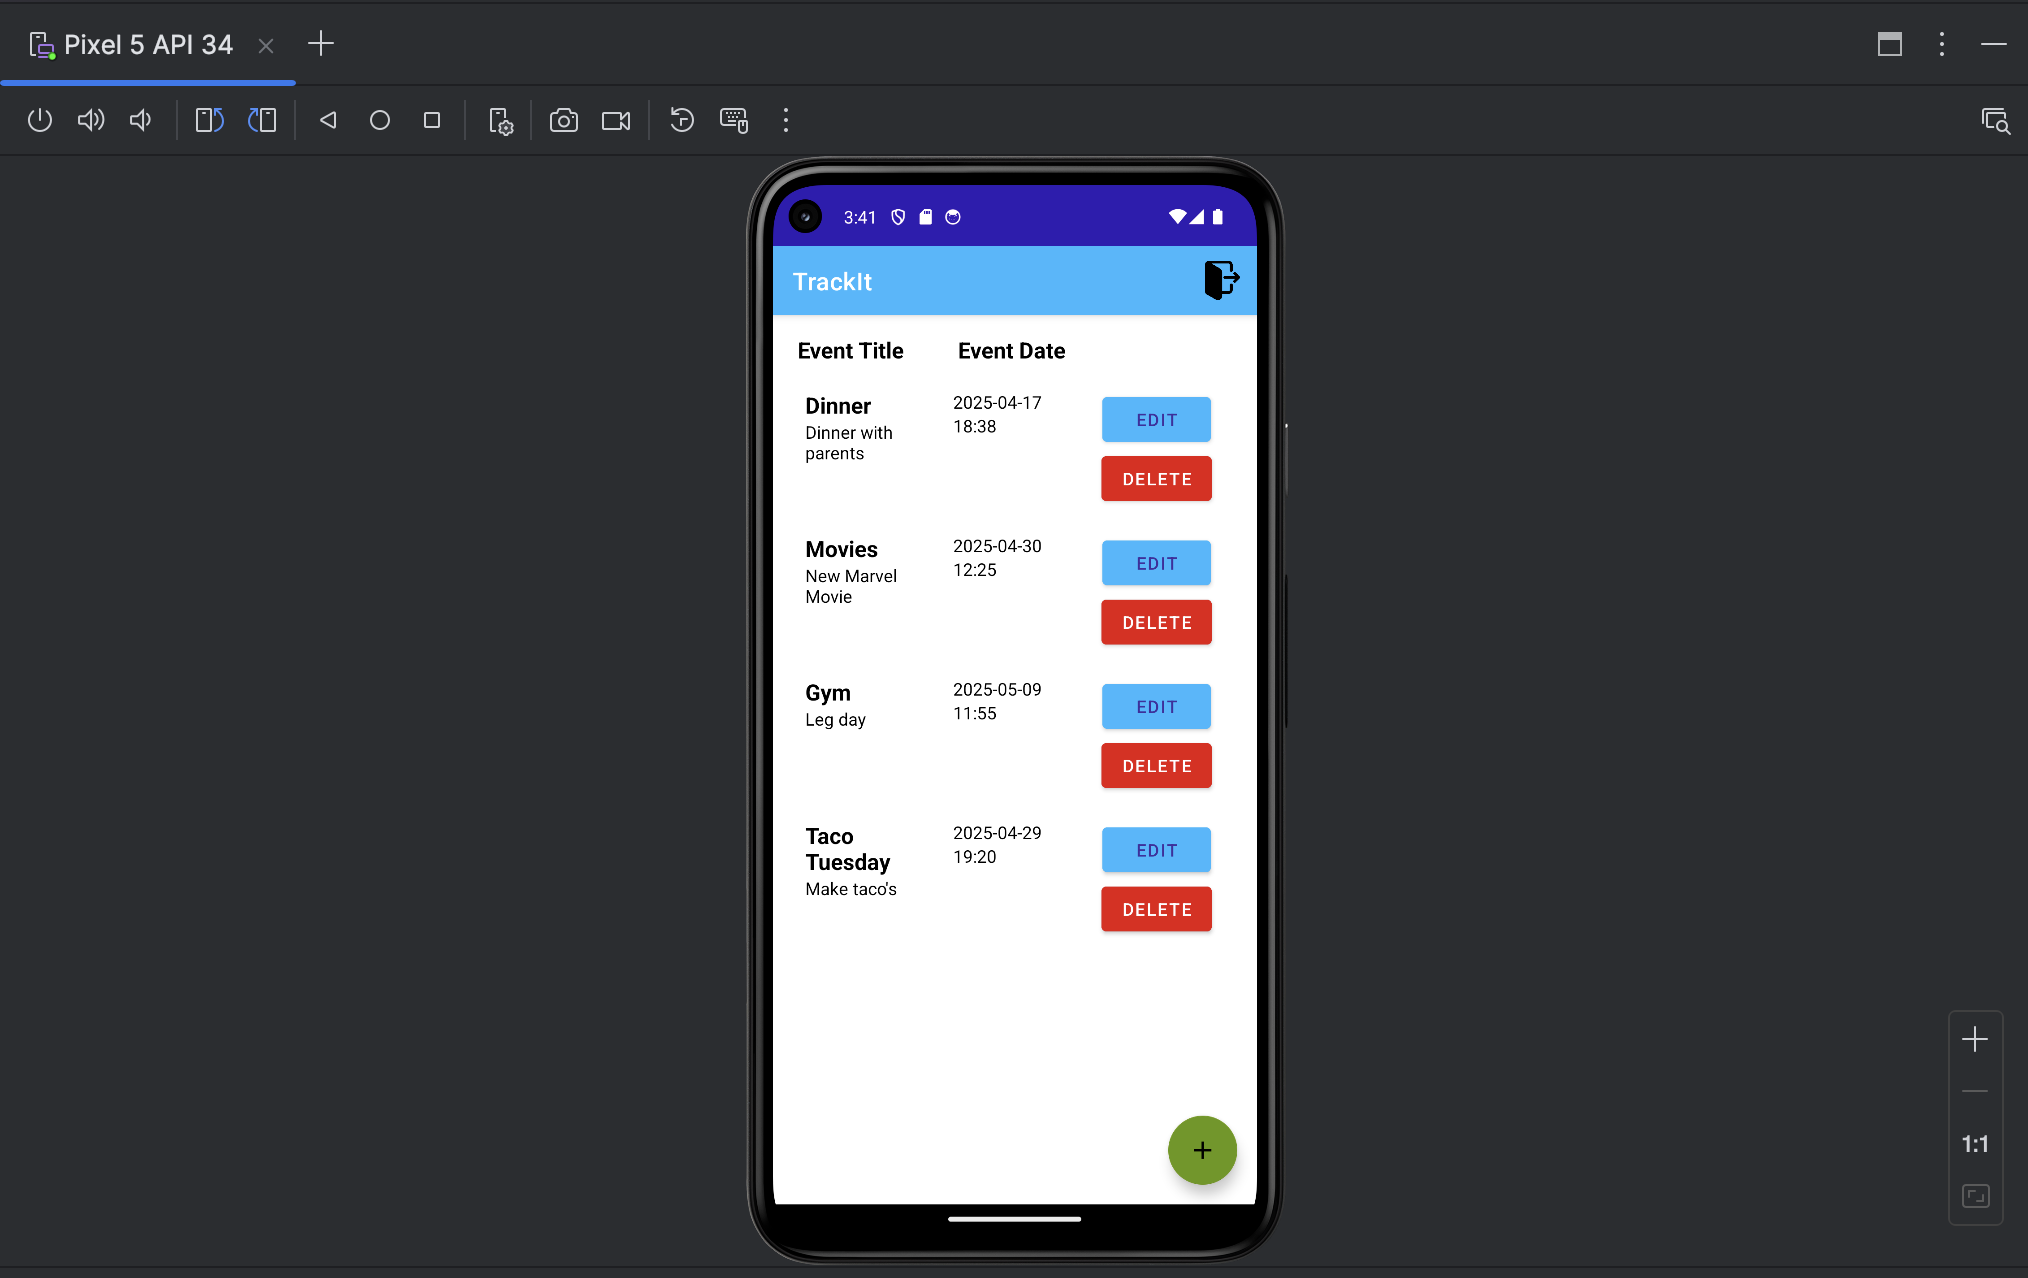 Pixel 5 API 34
3:41
TrackIt
Event Title
Event Date
Dinner
Dinner with
parents
2025-04-17
18:38
EDIT
DELETE
Movies
New Marvel
Movie
2025-04-30
12:25
EDIT
DELETE
Gym
Leg day
2025-05-09
11:55
EDIT
DELETE
Taco
Tuesday
Make taco's
2025-04-29
19:20
EDIT
DELETE
1:1